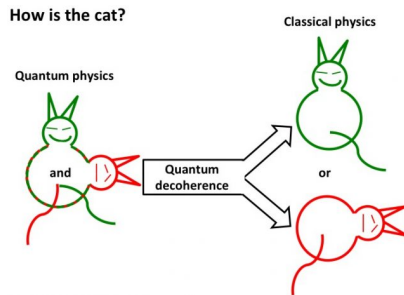 How is the cat?
Classical physics
Quantum physics
and
Quantum
decoherence
or